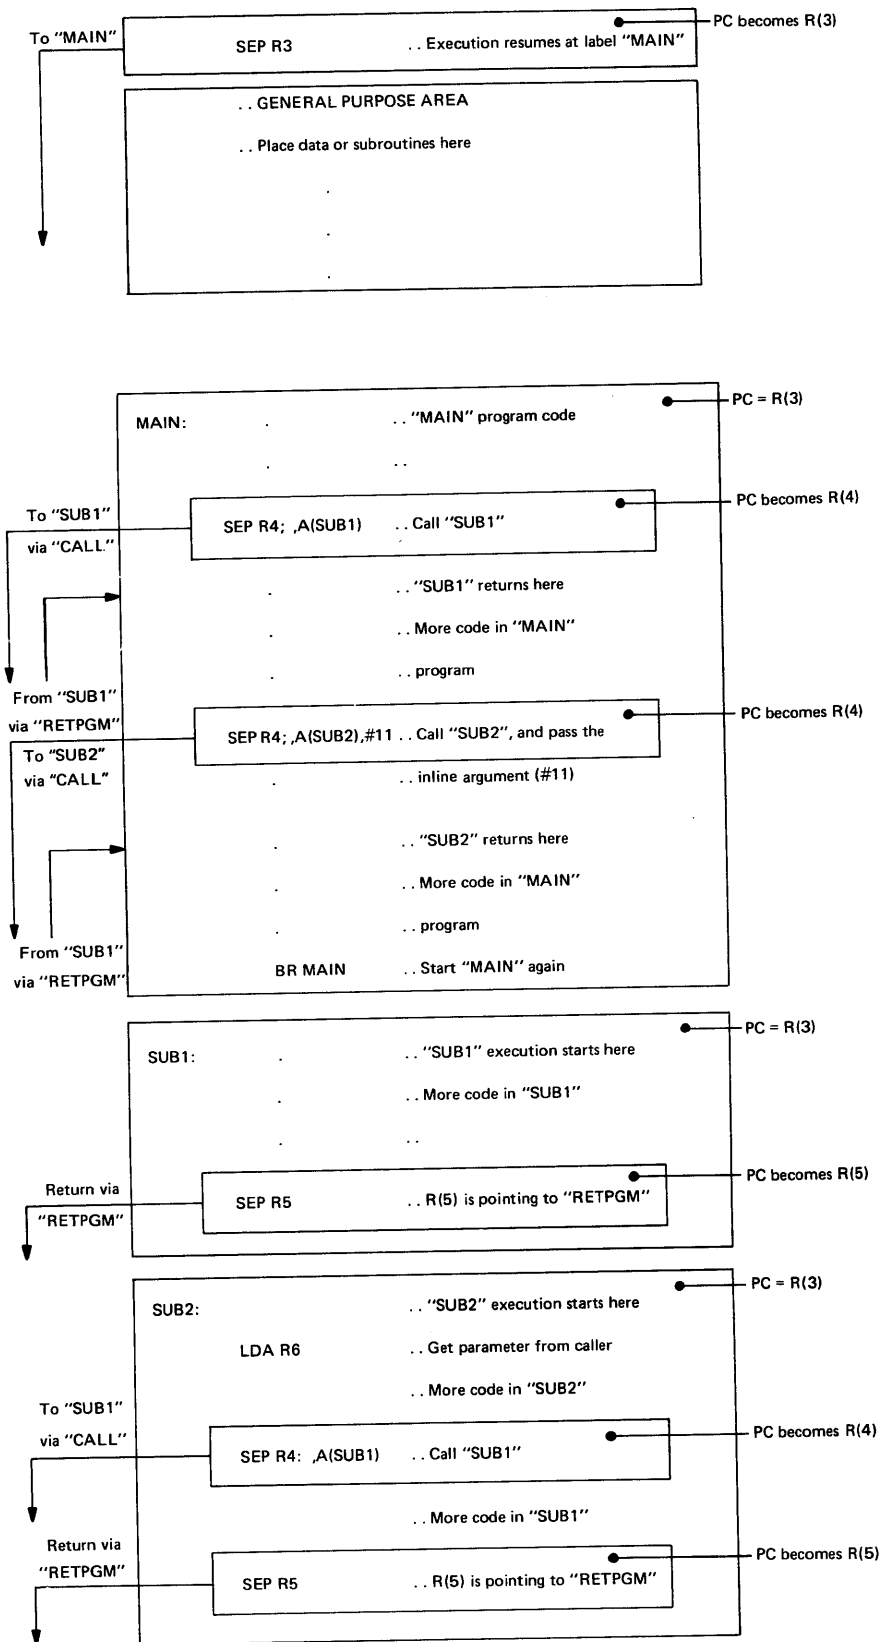 PC becomes R(3)
To "MAIN"
SEP R3 .. Execution resumes at label "MAIN"
.. GENERAL PURPOSE AREA
.. Place data or subroutines here
.
.
.
PC = R(3)
MAIN: . .. "MAIN" program code
. ..
PC becomes R(4)
To "SUB1"
SEP R4; ,A(SUB1) .. Call "SUB1"
via "CALL"
. .. "SUB1" returns here
. .. More code in "MAIN"
. .. program
From "SUB1"
via "RETPGM"
PC becomes R(4)
SEP R4; ,A(SUB2),#11 .. Call "SUB2", and pass the
To "SUB2"
via "CALL"
. .. inline argument (#11)
. .. "SUB2" returns here
. .. More code in "MAIN"
. .. program
From "SUB1"
via "RETPGM"
BR MAIN .. Start "MAIN" again
PC = R(3)
SUB1: . .. "SUB1" execution starts here
. .. More code in "SUB1"
. ..
PC becomes R(5)
Return via
"RETPGM"
SEP R5 .. R(5) is pointing to "RETPGM"
PC = R(3)
SUB2: .. "SUB2" execution starts here
LDA R6 .. Get parameter from caller
.. More code in "SUB2"
To "SUB1"
via "CALL"
PC becomes R(4)
SEP R4: ,A(SUB1) .. Call "SUB1"
.. More code in "SUB1"
Return via
"RETPGM"
PC becomes R(5)
SEP R5 .. R(5) is pointing to "RETPGM"